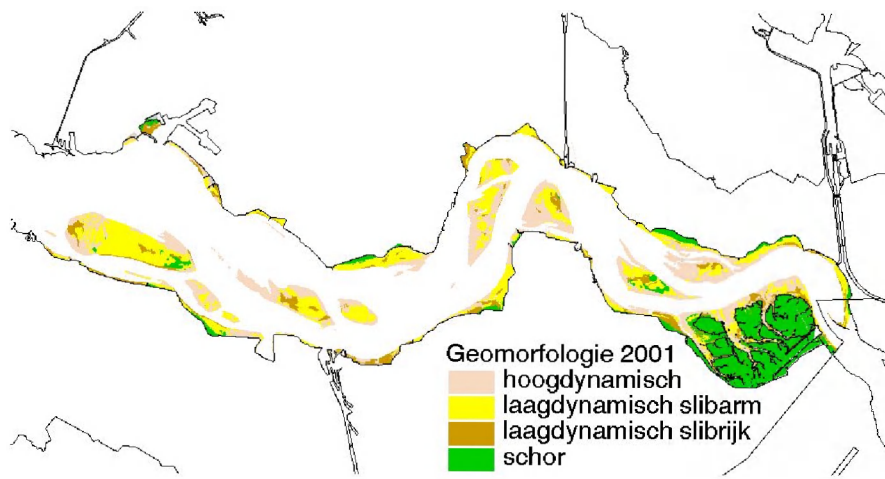 Geomorfologie 2001
hoogdynamisch
laagdynamisch slibarm
laagdynamisch slibrijk
schor